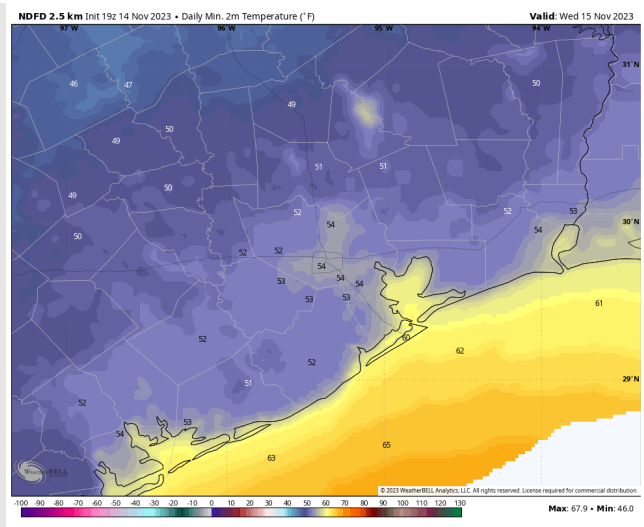 NDFD 2.5 km Init 19z 14 Nov 2023 • Daily Min. 2m Temperature (°F) Valid: Wed 15 Nov 2023
97°W 96°W 95°W 94°W
31°N
46 47 50
49
50
49
51 51
50
49
52 52 53 30°N
54 54
50
52 52
54
54 54
53
53 53
61
60
52 62
52
51 29°N
52
53
54
65
63
WeatherBELL
© 2023 WeatherBELL Analytics, LLC. All rights reserved. License required for commercial distribution.
-100 -90 -80 -70 -60 -50 -40 -30 -20 -10 0 10 20 30 40 50 60 70 80 90 100 110 120 130 Max: 67.9 • Min: 46.0